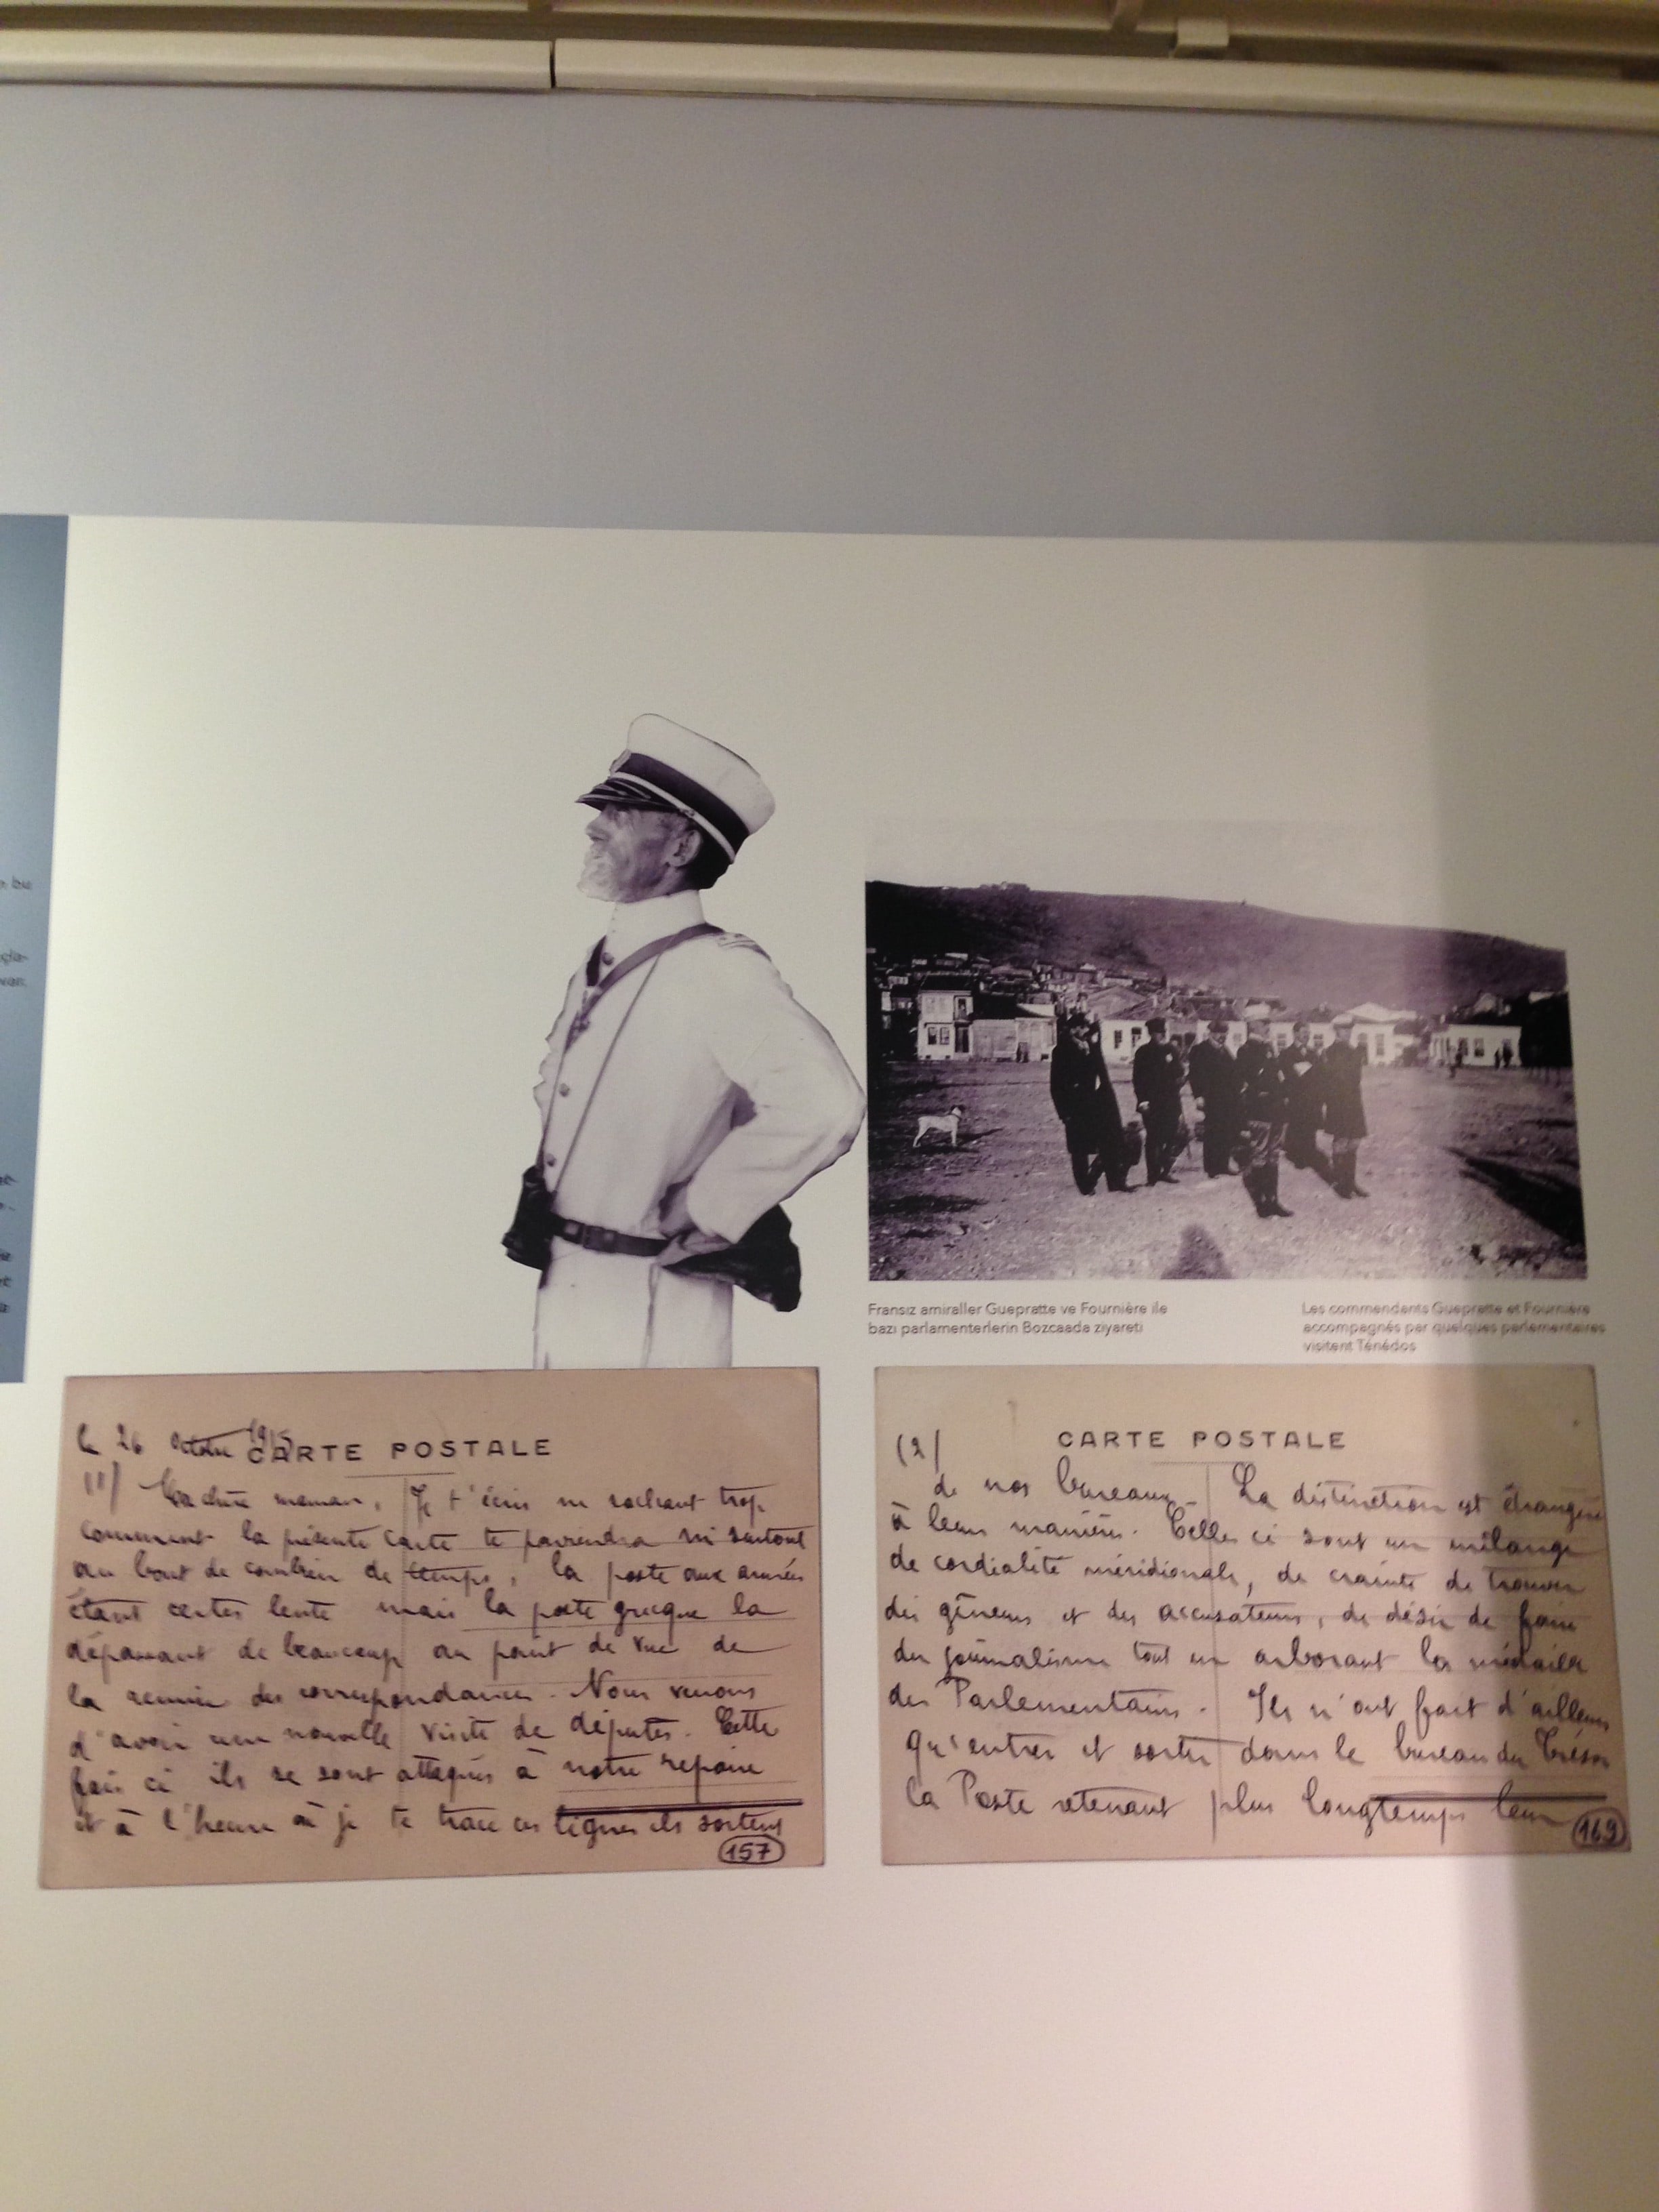 n bu
Fransız amiraller Guepratte ve Fournière ile
bazı parlamenterlerin Bozcaada ziyareti
Les commendants Guepratte et Fournière
accompagnés par quelques parlementaires
visitent Ténédos
le 26 Octobre 1915
CARTE POSTALE
(1) Ma chère maman, Je t'écris ne sachant trop
comment la présente carte te parviendra ni surtout
au bout de combien de temps, la poste aux armées
étant certes lente mais la poste grecque la
dépassant de beaucoup au point de vue de
la remise des correspondances. Nous venons
d'avoir une nouvelle visite de députés. Cette
fois ci ils se sont attaqués à notre repaire
et à l'heure où je te trace ces lignes ils sortent
157
CARTE POSTALE
(2)
de nos bureaux. La distinction est étrangère
à leurs manières. Celles ci sont un mélange
de cordialité méridionale, de crainte de trouver
des gêneurs et des accusateurs, de désir de faire
du journalisme tout en arborant la médaille
des Parlementaires. Ils n'ont fait d'ailleurs
qu'entrer et sortir dans le bureau du Trésor
la Poste retenant plus longtemps leur
169